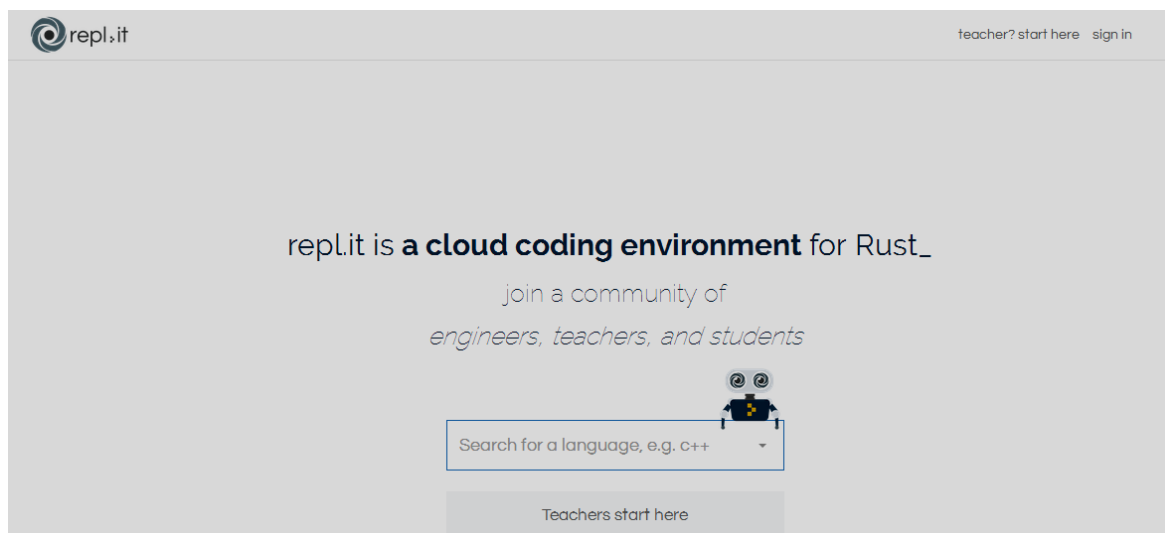 repl.it
teacher? start here sign in
repl.it is a cloud coding environment for Rust_
join a community of
engineers, teachers, and students
Search for a language, e.g. c++
Teachers start here